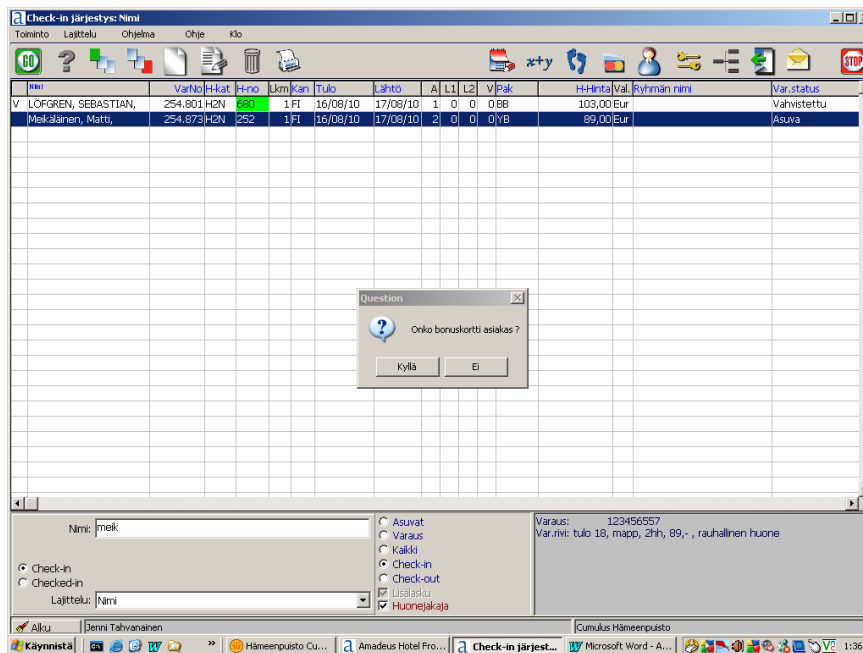 Check-in järjestys: Nimi
Toiminto Lajittelu Ohjelma Ohje Klo
GO x+y STOP
Nimi VarNo H-kat H-no Lkm Kan Tulo Lähtö A L1 L2 V Pak H-Hinta Val. Ryhmän nimi Var.status
V LÖFGREN, SEBASTIAN, 254.801 H2N 680 1 FI 16/08/10 17/08/10 1 0 0 0 BB 103,00 Eur Vahvistettu
Meikäläinen, Matti, 254.873 H2N 252 1 FI 16/08/10 17/08/10 2 0 0 0 YB 89,00 Eur Asuva
Question
Onko bonuskortti asiakas ?
Kyllä Ei
Nimi: meik
Check-in
Checked-in
Lajittelu: Nimi
Asuvat
Varaus
Kaikki
Check-in
Check-out
Lisälasku
Huonejakaja
Varaus: 123456557
Var.rivi: tulo 18, mapp, 2hh, 89,- , rauhallinen huone
Alku Jenni Tahvanainen Cumulus Hämeenpuisto
Käynnistä » Hämeenpuisto Cu... Amadeus Hotel Fro... Check-in järjest... Microsoft Word - A... 1:36